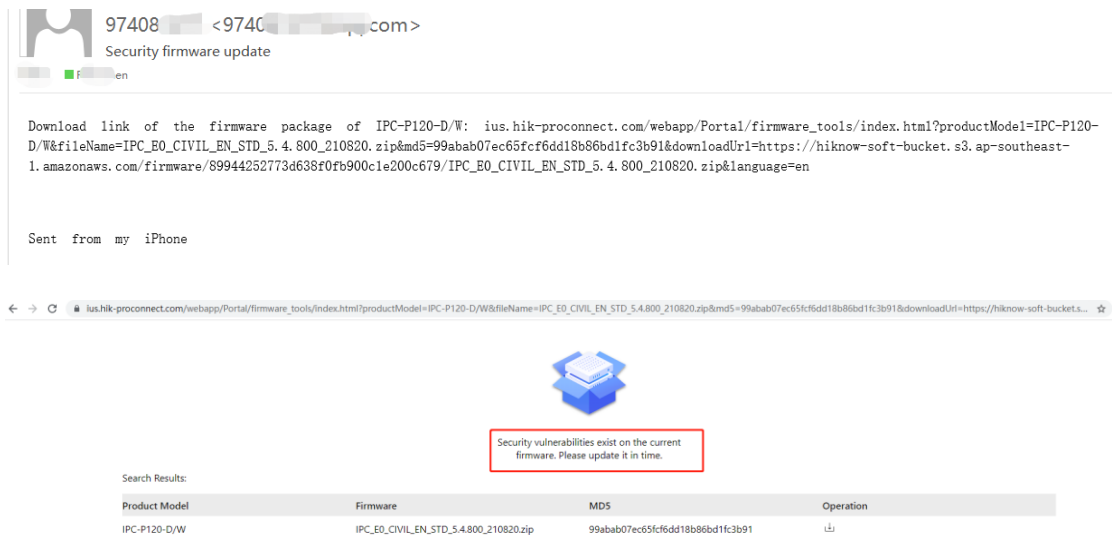 97408 <9740 com>
Security firmware update
en
Download link of the firmware package of IPC-P120-D/W: ius.hik-proconnect.com/webapp/Portal/firmware_tools/index.html?productModel=IPC-P120-
D/W&fileName=IPC_E0_CIVIL_EN_STD_5.4.800_210820.zip&md5=99abab07ec65fcf6dd18b86bd1fc3b91&downloadUrl=https://hiknow-soft-bucket.s3.ap-southeast-
1.amazonaws.com/firmware/89944252773d638f0fb900c1e200c679/IPC_E0_CIVIL_EN_STD_5.4.800_210820.zip&language=en
Sent from my iPhone
ius.hik-proconnect.com/webapp/Portal/firmware_tools/index.html?productModel=IPC-P120-D/W&fileName=IPC_E0_CIVIL_EN_STD_5.4.800_210820.zip&md5=99abab07ec65fcf6dd18b86bd1fc3b91&downloadUrl=https://hiknow-soft-bucket.s...
Security vulnerabilities exist on the current
firmware. Please update it in time.
Search Results:
Product Model Firmware MD5 Operation
IPC-P120-D/W IPC_E0_CIVIL_EN_STD_5.4.800_210820.zip 99abab07ec65fcf6dd18b86bd1fc3b91